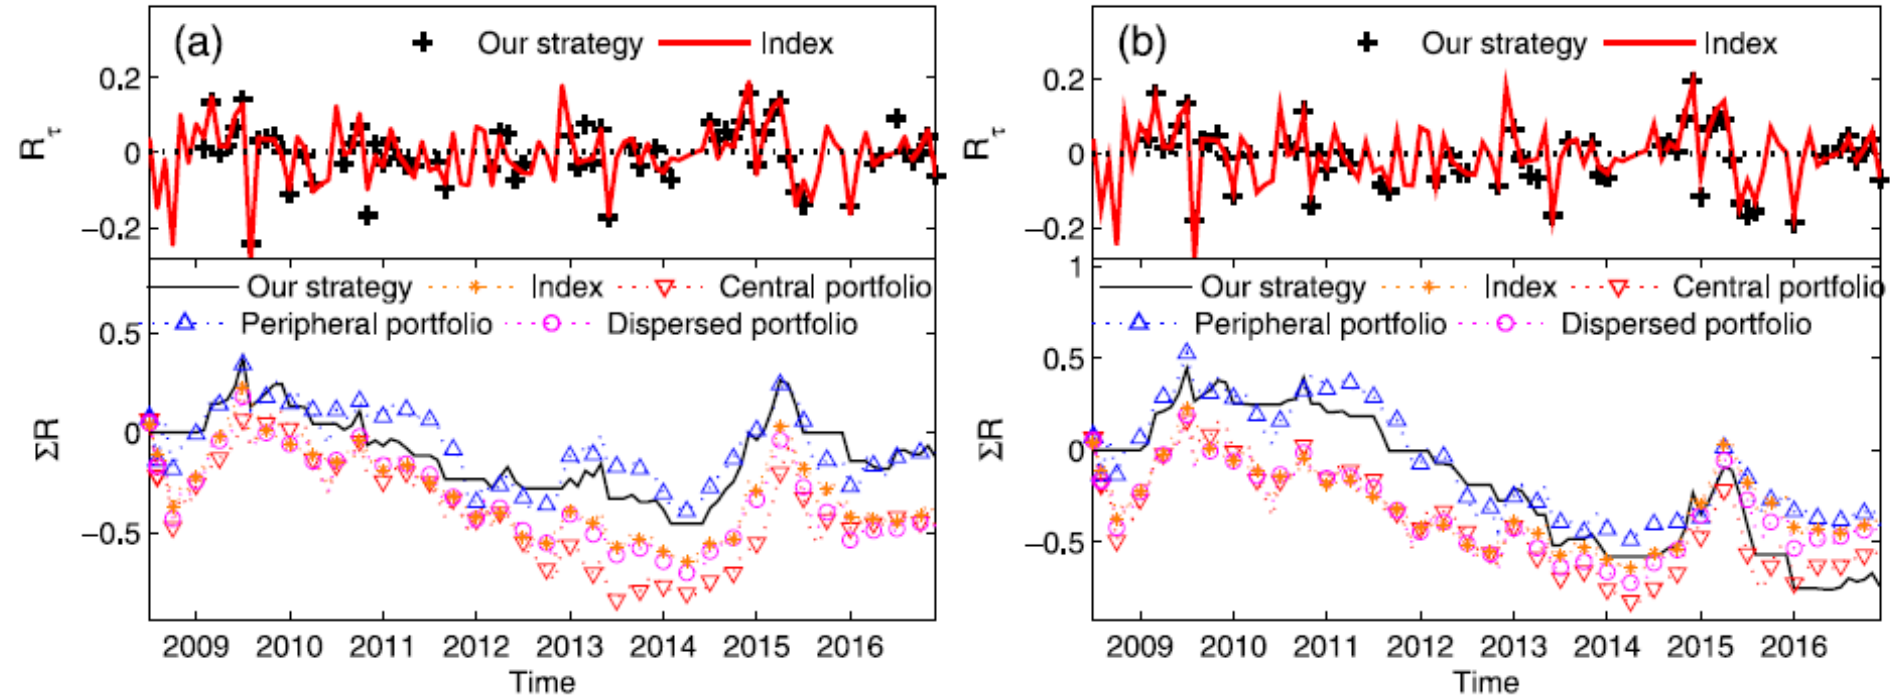 (a) Our strategy Index
0.2
0
−0.2
Rτ
Our strategy Index Central portfolio
Peripheral portfolio Dispersed portfolio
0.5
0
−0.5
ΣR
2009 2010 2011 2012 2013 2014 2015 2016
Time
(b) Our strategy Index
0.2
0
−0.2
Rτ
1
Our strategy Index Central portfolio
Peripheral portfolio Dispersed portfolio
0.5
0
−0.5
ΣR
2009 2010 2011 2012 2013 2014 2015 2016
Time